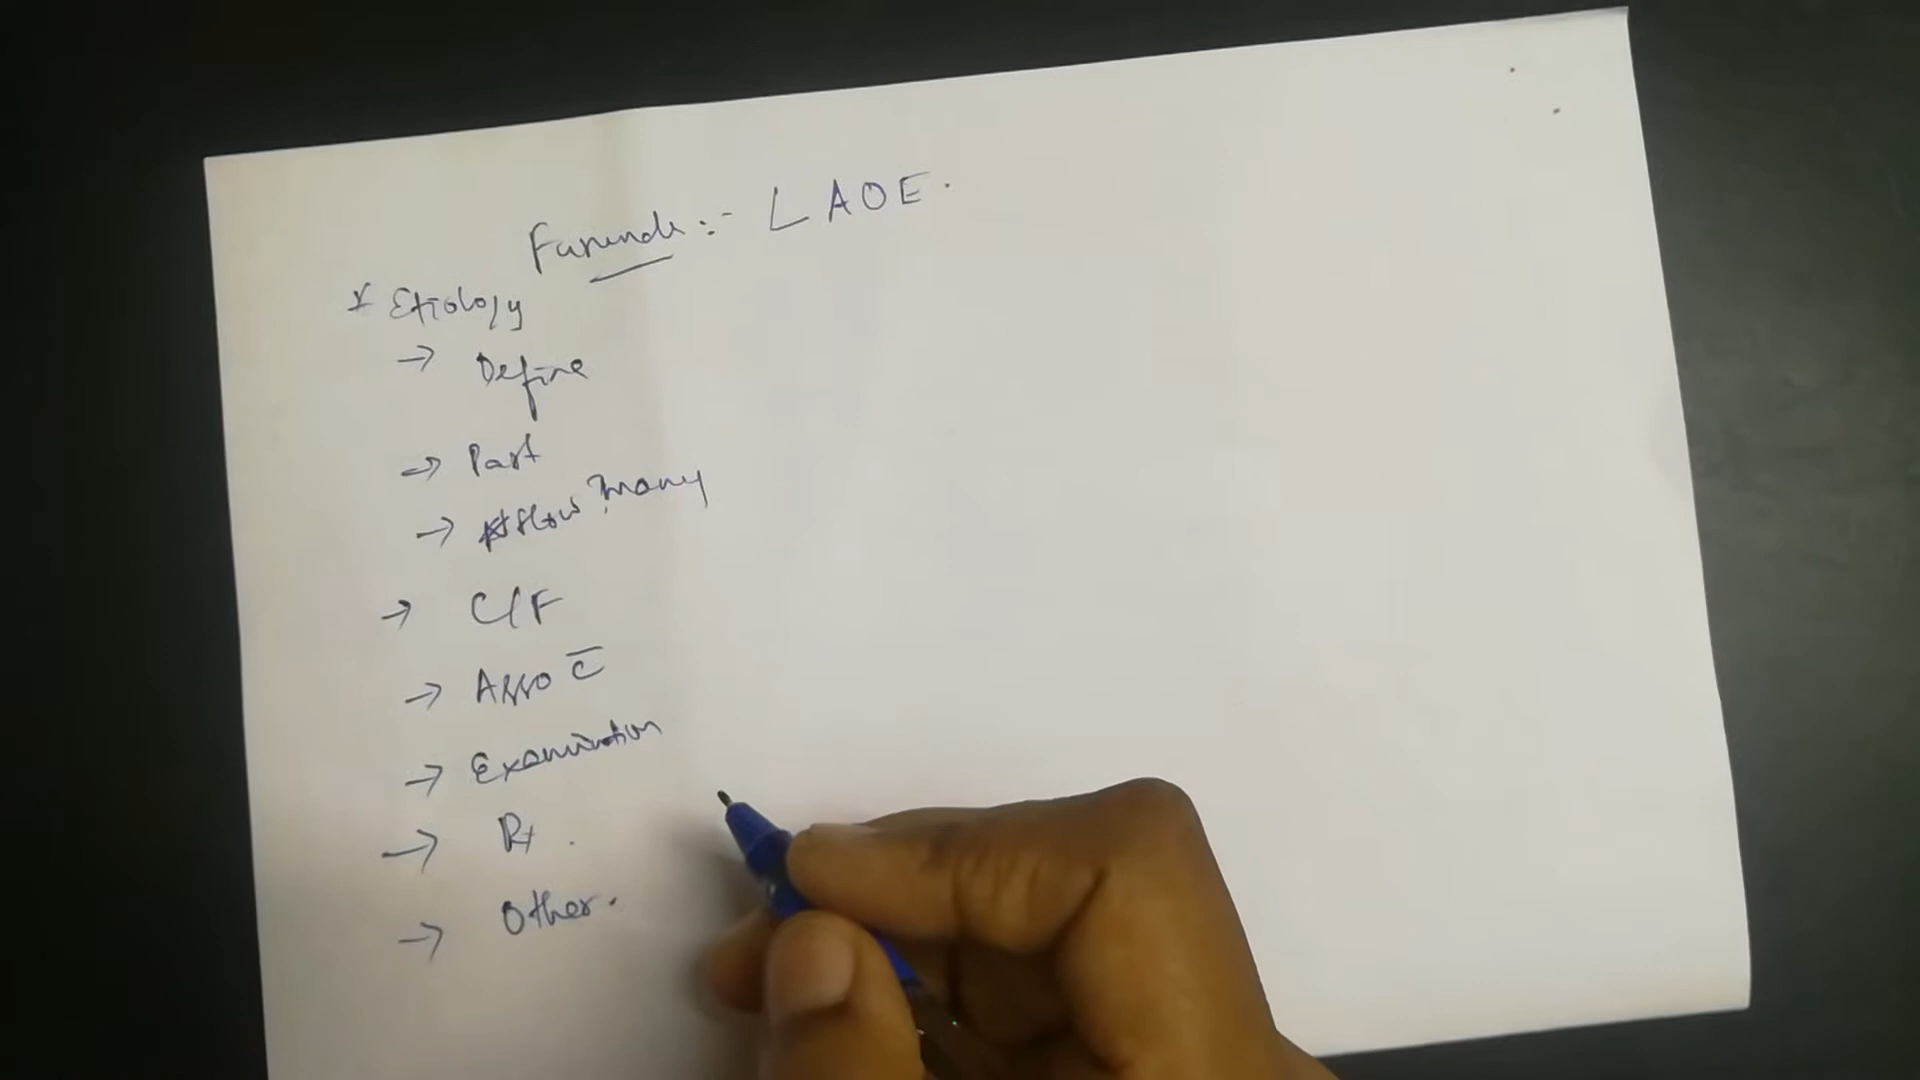 Furuncle :- LAOE.
* Etiology
→ Define
→ Part
→ How many
→ C/F
→ Asso c̄
→ Examination
→ Rx.
→ Other.